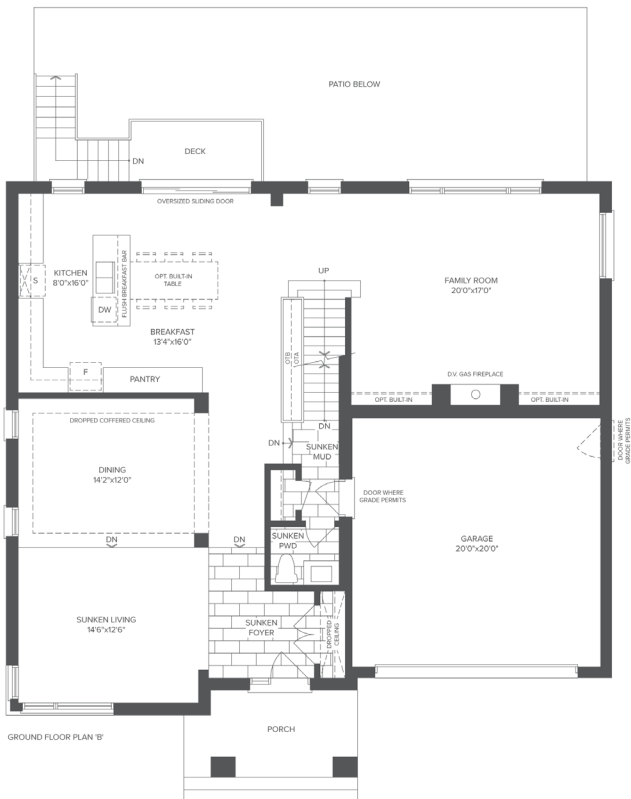 PATIO BELOW
DECK
DN
OVERSIZED SLIDING DOOR
KITCHEN
8'0"x16'0"
S
DW
FLUSH BREAKFAST BAR
OPT. BUILT-IN
TABLE
BREAKFAST
13'4"x16'0"
F
PANTRY
UP
FAMILY ROOM
20'0"x17'0"
OTB
OTA
D.V. GAS FIREPLACE
OPT. BUILT-IN
OPT. BUILT-IN
DN
DN
SUNKEN
MUD
DOOR WHERE
GRADE PERMITS
DROPPED COFFERED CEILING
DINING
14'2"x12'0"
DOOR WHERE
GRADE PERMITS
DN
DN
SUNKEN
PWD
GARAGE
20'0"x20'0"
SUNKEN LIVING
14'6"x12'6"
SUNKEN
FOYER
DROPPED
CEILING
PORCH
GROUND FLOOR PLAN 'B'